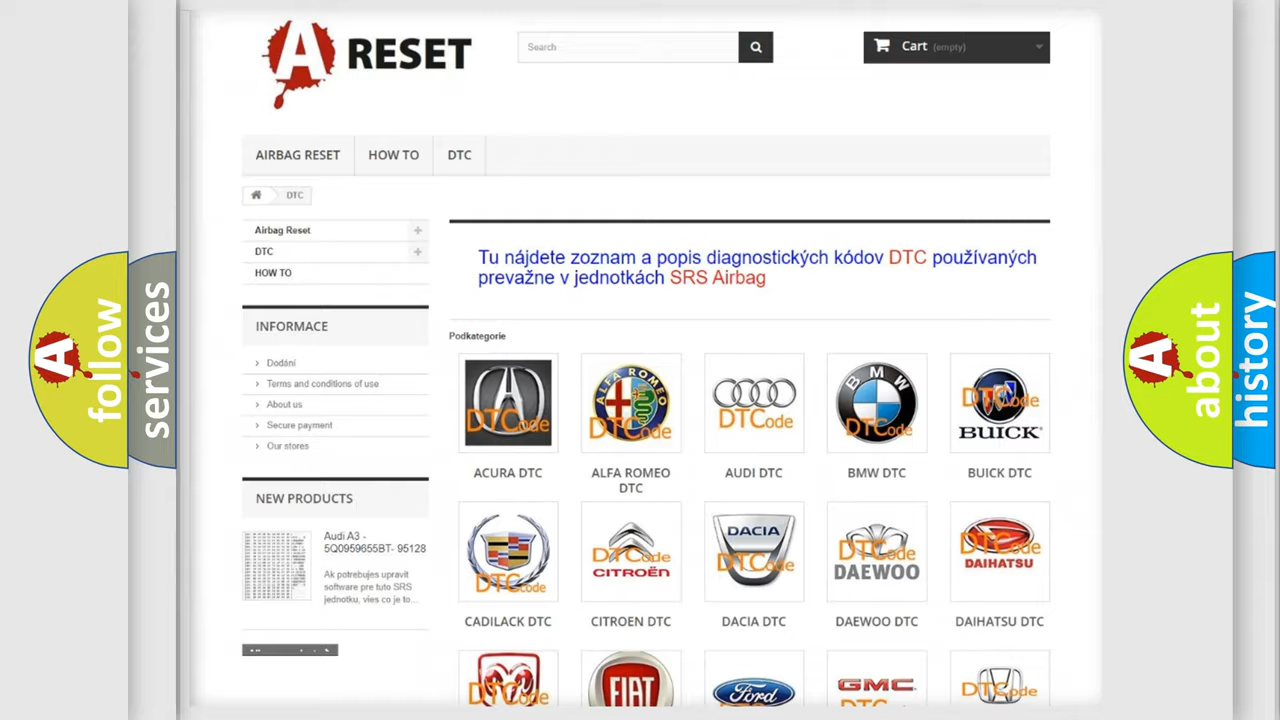 A RESET
Search
Cart (empty)
AIRBAG RESET
HOW TO
DTC
DTC
Airbag Reset
DTC
HOW TO
INFORMACE
Dodání
Terms and conditions of use
About us
Secure payment
Our stores
NEW PRODUCTS
Audi A3 -
5Q0959655BT- 95128
Ak potrebujes upravit
software pre tuto SRS
jednotku, vies co je to...
Tu nájdete zoznam a popis diagnostických kódov DTC používaných
prevažne v jednotkách SRS Airbag
Podkategorie
DTCode
ALFA ROMEO
DTCode
DTCode
BMW
DTCode
DTCode
BUICK
ACURA DTC
ALFA ROMEO
DTC
AUDI DTC
BMW DTC
BUICK DTC
DTCode
DTCode
CITROËN
DACIA
DTCode
DTCode
DAEWOO
DTCode
DAIHATSU
CADILACK DTC
CITROEN DTC
DACIA DTC
DAEWOO DTC
DAIHATSU DTC
DTCode
FIAT
Ford
GMC
DTCode
A follow
services
A about
history